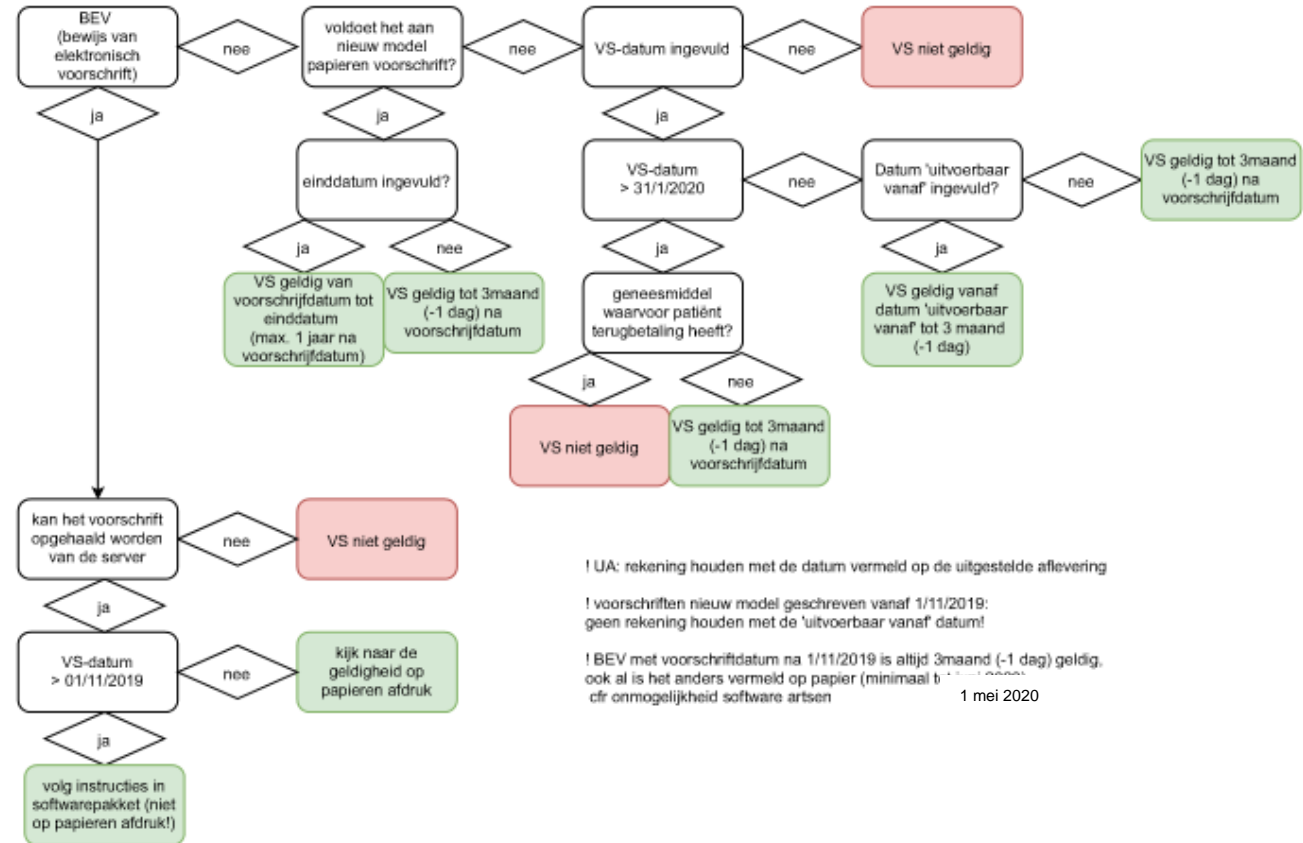 BEV
(bewijs van
elektronisch
voorschrift)
nee
voldoet het aan
nieuw model
papieren voorschrift?
nee
VS-datum ingevuld
nee
VS niet geldig
ja
ja
ja
einddatum ingevuld?
VS-datum
> 31/1/2020
nee
Datum 'uitvoerbaar
vanaf' ingevuld?
nee
VS geldig tot 3maand
(-1 dag) na
voorschrijfdatum
ja
nee
ja
ja
VS geldig van
voorschrijfdatum tot
einddatum
(max. 1 jaar na
voorschrijfdatum)
VS geldig tot 3maand
(-1 dag) na
voorschrijfdatum
geneesmiddel
waarvoor patiënt
terugbetaling heeft?
VS geldig vanaf
datum 'uitvoerbaar
vanaf' tot 3 maand
(-1 dag)
ja
nee
VS niet geldig
VS geldig tot 3maand
(-1 dag) na
voorschrijfdatum
kan het voorschrift
opgehaald worden
van de server
nee
VS niet geldig
ja
VS-datum
> 01/11/2019
nee
kijk naar de
geldigheid op
papieren afdruk
ja
volg instructies in
softwarepakket (niet
op papieren afdruk!)
! UA: rekening houden met de datum vermeld op de uitgestelde aflevering
! voorschriften nieuw model geschreven vanaf 1/11/2019:
geen rekening houden met de 'uitvoerbaar vanaf' datum!
! BEV met voorschriftdatum na 1/11/2019 is altijd 3maand (-1 dag) geldig,
ook al is het anders vermeld op papier (minimaal
cfr onmogelijkheid software artsen
1 mei 2020